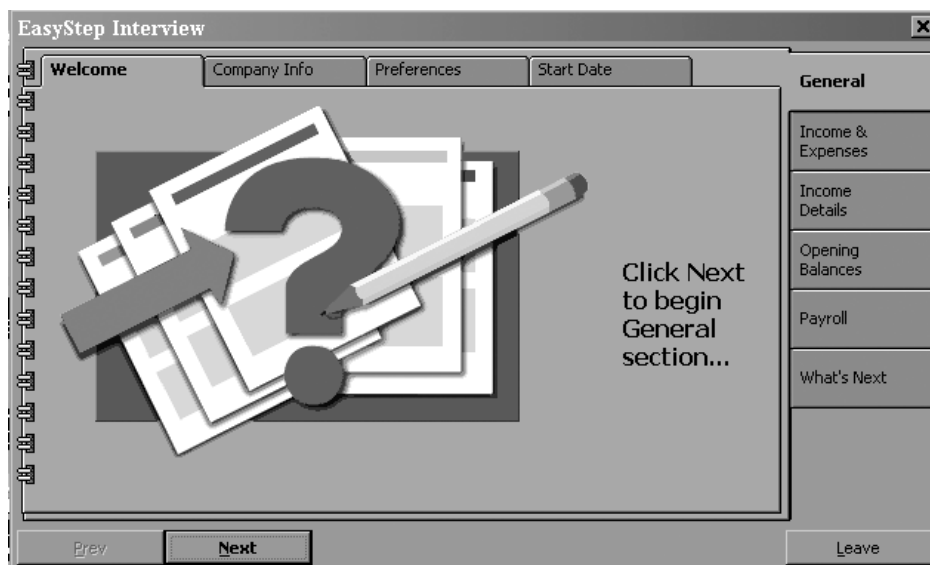 EasyStep Interview
Welcome
Company Info
Preferences
Start Date
General
Income &
Expenses
Income
Details
Opening
Balances
Payroll
What's Next
Click Next
to begin
General
section...
Prev
Next
Leave